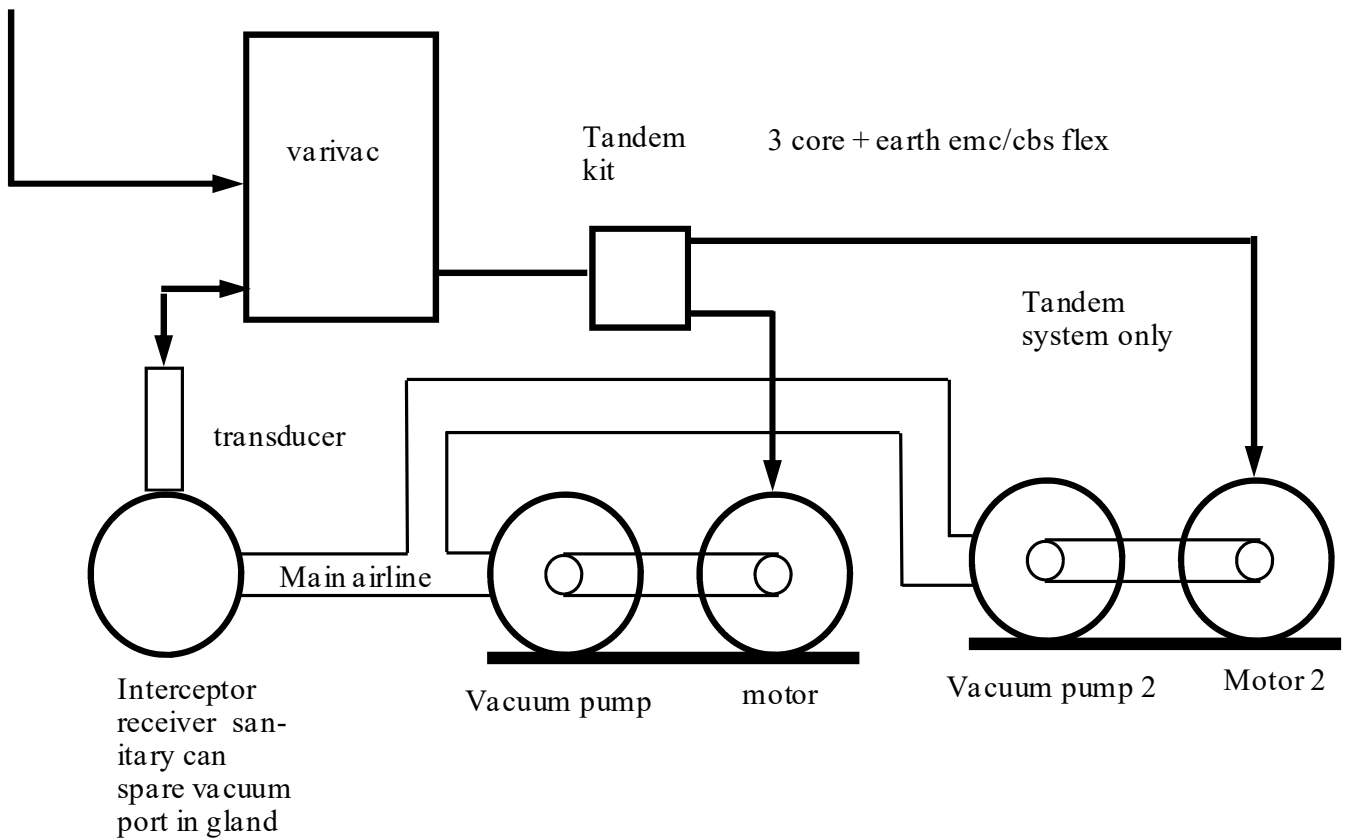 varivac
Tandem
kit
3 core + earth emc/cbs flex
Tandem
system only
transducer
Main airline
Interceptor
receiver san-
itary can
spare vacuum
port in gland
Vacuum pump
motor
Vacuum pump 2
Motor 2